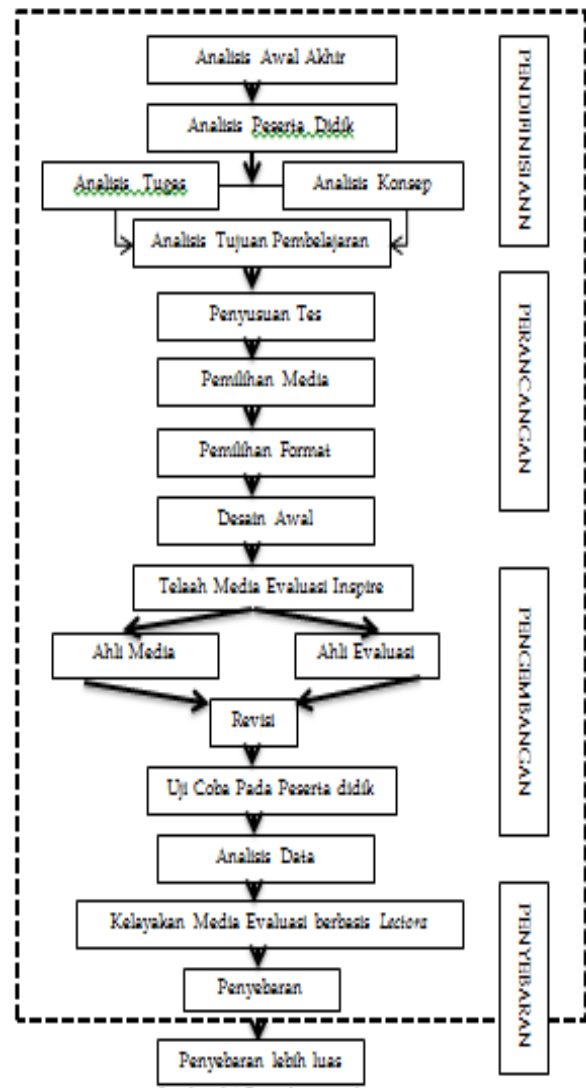 Analisis Awal Akhir
Analisis Peserta Didik
Analisis Tugas
Analisis Konsep
Analisis Tujuan Pembelajaran
PENDIFINISIANN
Penyusuan Tes
Pemilihan Media
Pemilihan Format
Desain Awal
PERANCANGAN
Telaah Media Evaluasi Inspire
Ahli Media
Ahli Evaluasi
Revisi
Uji Coba Pada Peserta didik
Analisis Data
PENGEMBANGAN
Kelayakan Media Evaluasi berbasis Lectora
Penyebaran
PENYEBARAN
Penyebaran lebih luas